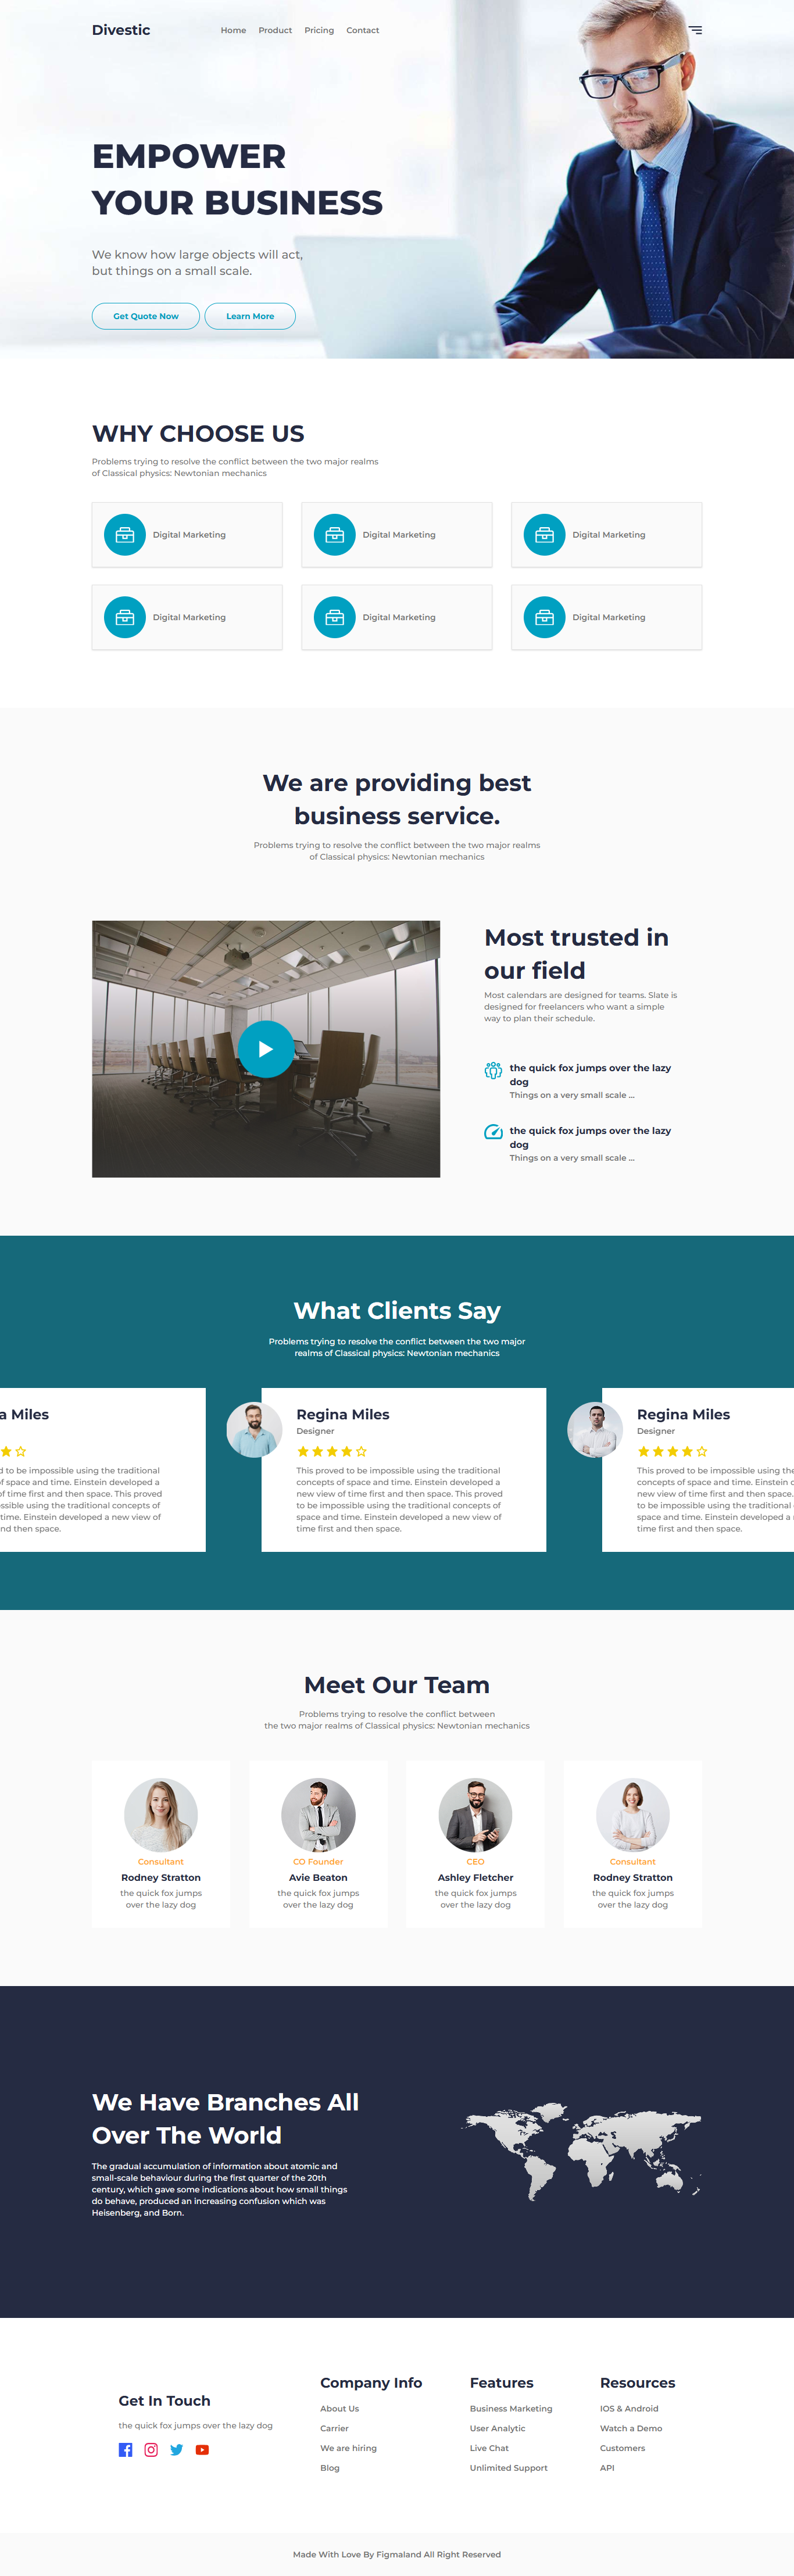 Divestic
Home Product Pricing Contact
EMPOWER
YOUR BUSINESS
We know how large objects will act,
but things on a small scale.
Get Quote Now Learn More
WHY CHOOSE US
Problems trying to resolve the conflict between the two major realms
of Classical physics: Newtonian mechanics
Digital Marketing Digital Marketing Digital Marketing
Digital Marketing Digital Marketing Digital Marketing
We are providing best
business service.
Problems trying to resolve the conflict between the two major realms
of Classical physics: Newtonian mechanics
Most trusted in
our field
Most calendars are designed for teams. Slate is
designed for freelancers who want a simple
way to plan their schedule.
the quick fox jumps over the lazy
dog
Things on a very small scale ...
the quick fox jumps over the lazy
dog
Things on a very small scale ...
What Clients Say
Problems trying to resolve the conflict between the two major
realms of Classical physics: Newtonian mechanics
a Miles
d to be impossible using the traditional
of space and time. Einstein developed a
of time first and then space. This proved
ssible using the traditional concepts of
time. Einstein developed a new view of
nd then space.
Regina Miles
Designer
This proved to be impossible using the traditional
concepts of space and time. Einstein developed a
new view of time first and then space. This proved
to be impossible using the traditional concepts of
space and time. Einstein developed a new view of
time first and then space.
Regina Miles
Designer
This proved to be impossible using the
concepts of space and time. Einstein
new view of time first and then space.
to be impossible using the traditional
space and time. Einstein developed a
time first and then space.
Meet Our Team
Problems trying to resolve the conflict between
the two major realms of Classical physics: Newtonian mechanics
Consultant
Rodney Stratton
the quick fox jumps
over the lazy dog
CO Founder
Avie Beaton
the quick fox jumps
over the lazy dog
CEO
Ashley Fletcher
the quick fox jumps
over the lazy dog
Consultant
Rodney Stratton
the quick fox jumps
over the lazy dog
We Have Branches All
Over The World
The gradual accumulation of information about atomic and
small-scale behaviour during the first quarter of the 20th
century, which gave some indications about how small things
do behave, produced an increasing confusion which was
Heisenberg, and Born.
Get In Touch
the quick fox jumps over the lazy dog
Company Info
About Us
Carrier
We are hiring
Blog
Features
Business Marketing
User Analytic
Live Chat
Unlimited Support
Resources
IOS & Android
Watch a Demo
Customers
API
Made With Love By Figmaland All Right Reserved